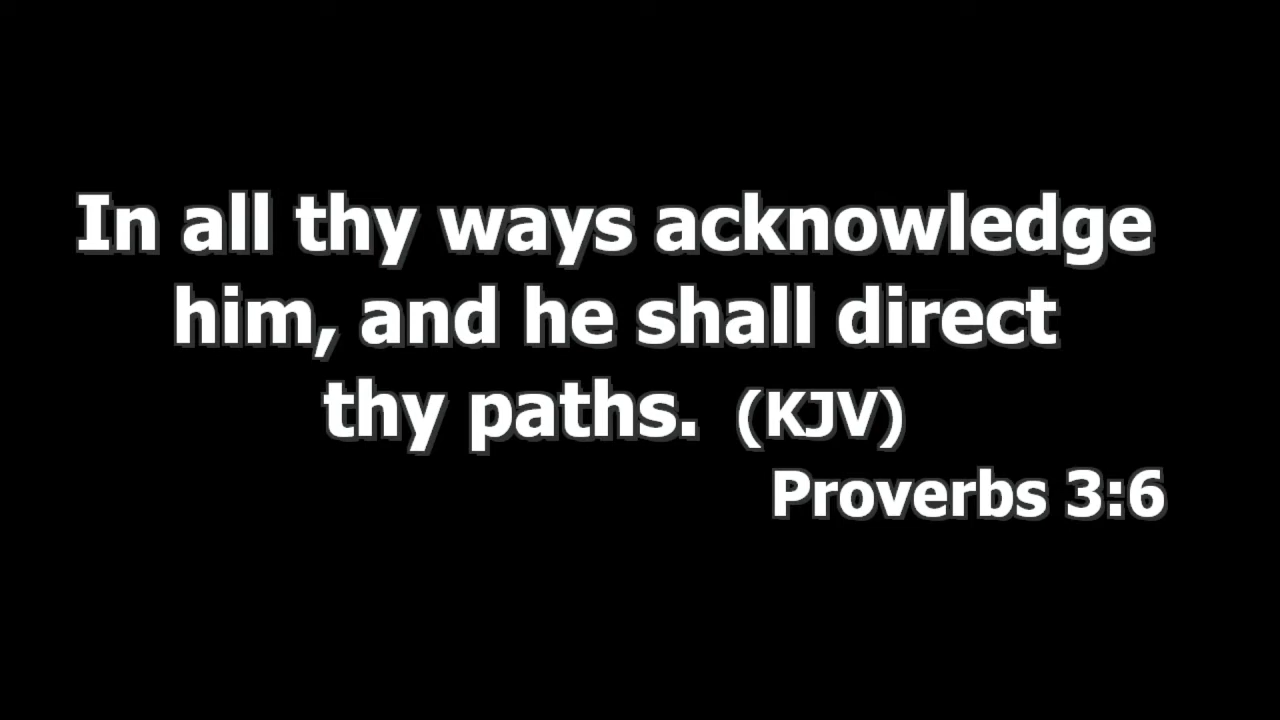 In all thy ways acknowledge
him, and he shall direct
thy paths. (KJV)
Proverbs 3:6